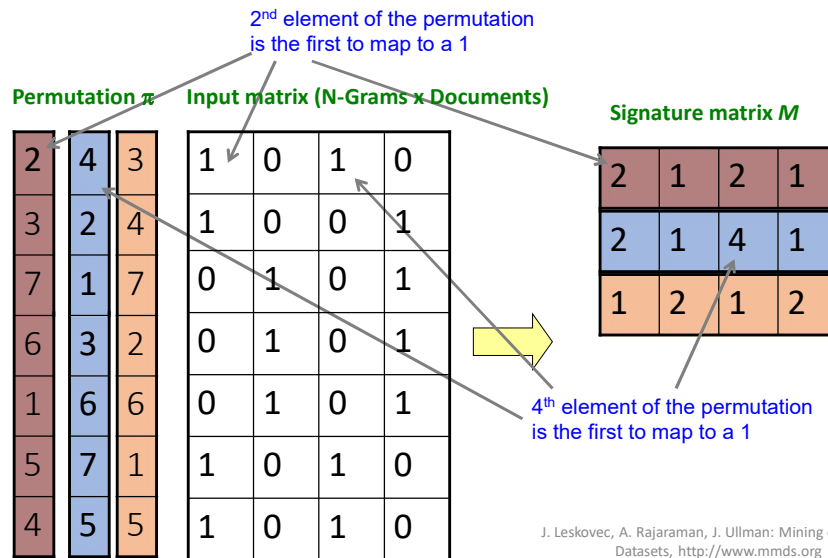 2nd element of the permutation
is the first to map to a 1
Permutation π Input matrix (N-Grams x Documents)
Signature matrix M
2 4 3 1 0 1 0
3 2 4 1 0 0 1
7 1 7 0 1 0 1
6 3 2 0 1 0 1
1 6 6 0 1 0 1
5 7 1 1 0 1 0
4 5 5 1 0 1 0
2 1 2 1
2 1 4 1
1 2 1 2
4th element of the permutation
is the first to map to a 1
J. Leskovec, A. Rajaraman, J. Ullman: Mining
Datasets, http://www.mmds.org